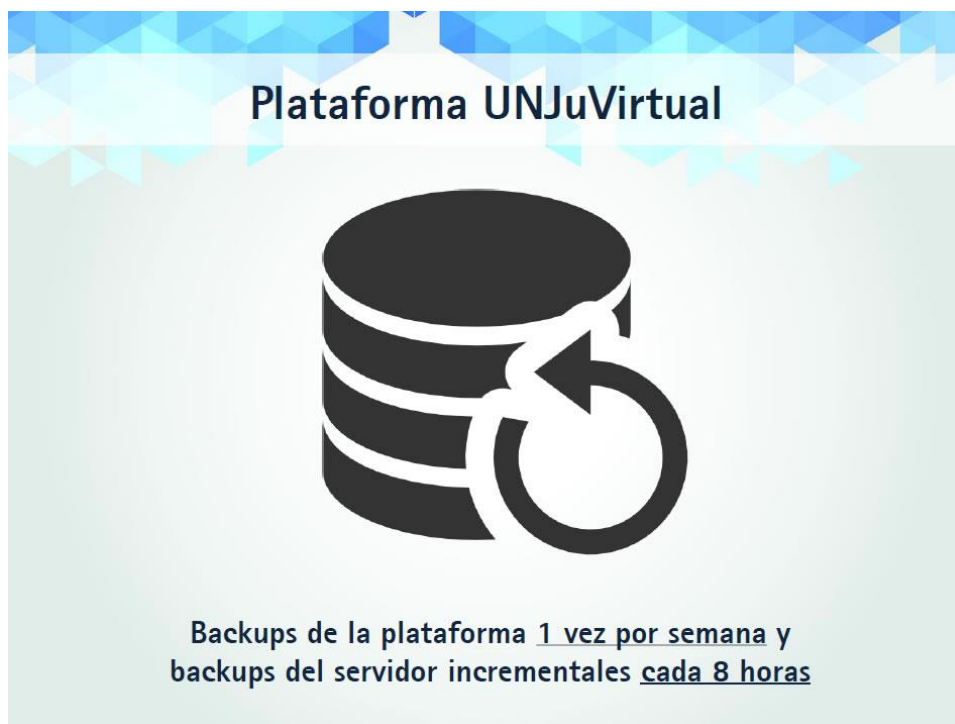 Plataforma UNJuVirtual
Backups de la plataforma 1 vez por semana y
backups del servidor incrementales cada 8 horas